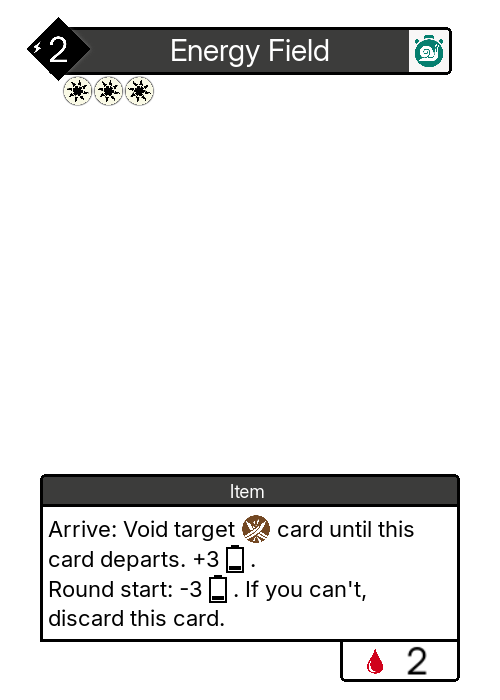 2
Energy Field
Item
Arrive: Void target card until this
card departs. +3 .
Round start: -3 . If you can't,
discard this card.
2